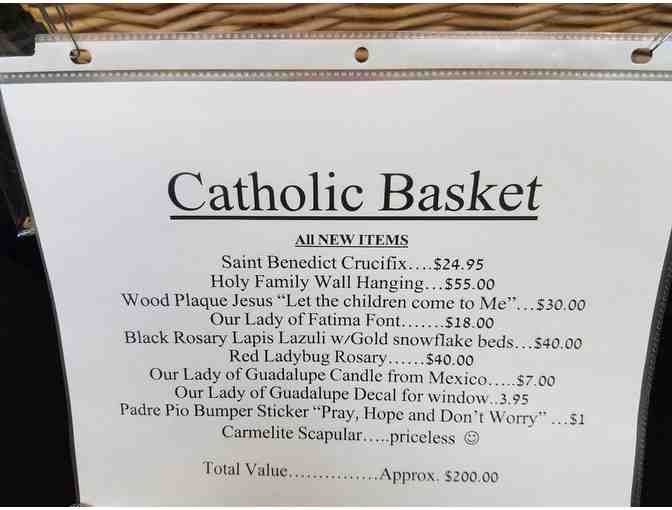 Catholic Basket
All NEW ITEMS
Saint Benedict Crucifix....$24.95
Holy Family Wall Hanging...$55.00
Wood Plaque Jesus “Let the children come to Me”...$30.00
Our Lady of Fatima Font.......$18.00
Black Rosary Lapis Lazuli w/Gold snowflake beds...$40.00
Red Ladybug Rosary......$40.00
Our Lady of Guadalupe Candle from Mexico.....$7.00
Our Lady of Guadalupe Decal for window..3.95
Padre Pio Bumper Sticker “Pray, Hope and Don’t Worry” ...$1
Carmelite Scapular.....priceless ☺
Total Value...............Approx. $200.00